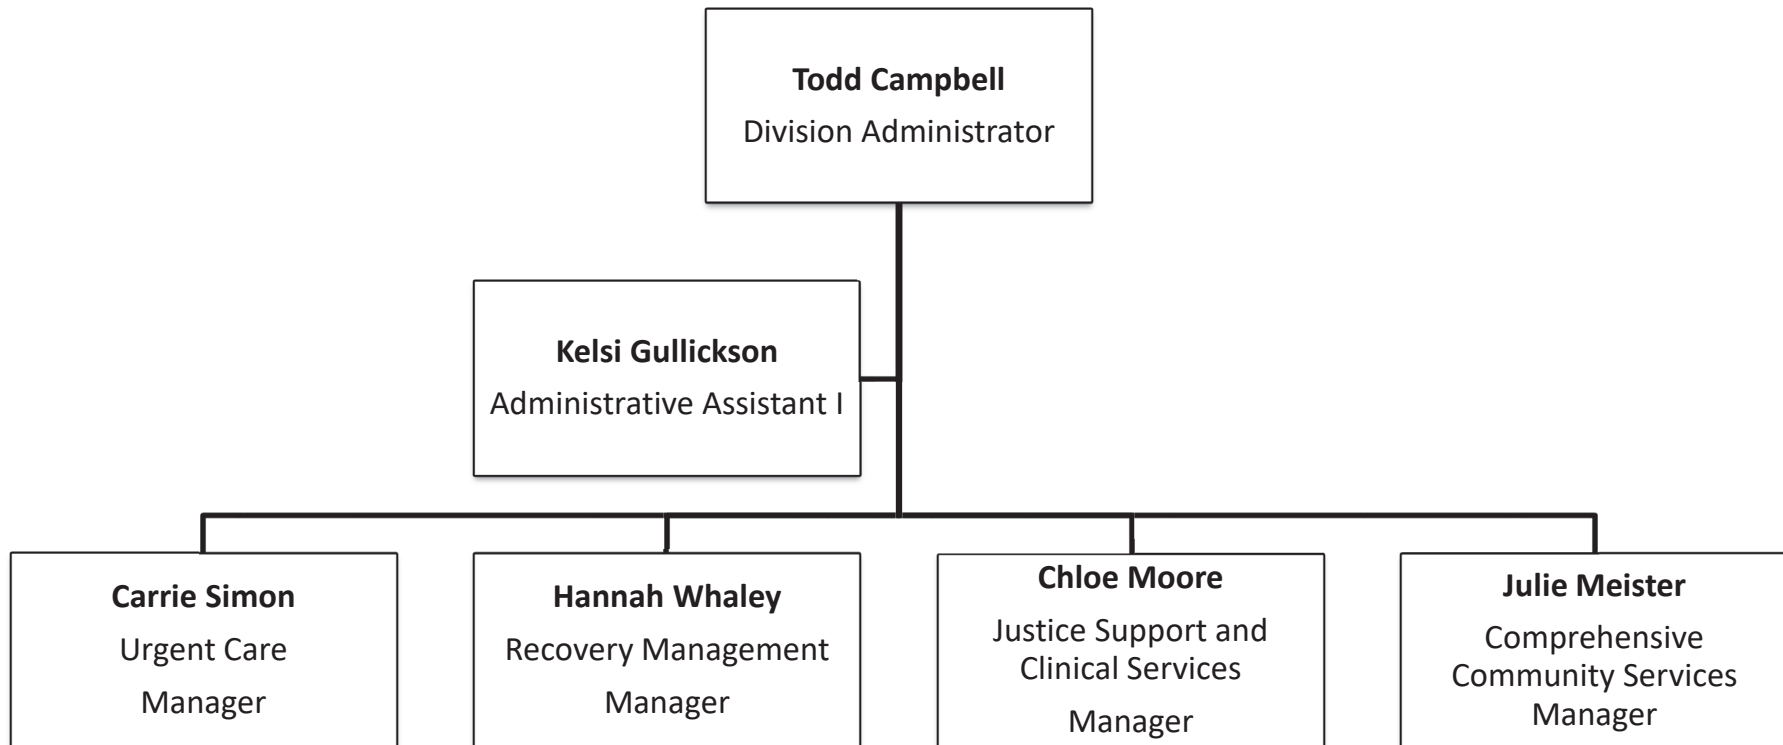 Todd Campbell
Division Administrator
Kelsi Gullickson
Administrative Assistant I
Carrie Simon
Urgent Care
Manager
Hannah Whaley
Recovery Management
Manager
Chloe Moore
Justice Support and
Clinical Services
Manager
Julie Meister
Comprehensive
Community Services
Manager